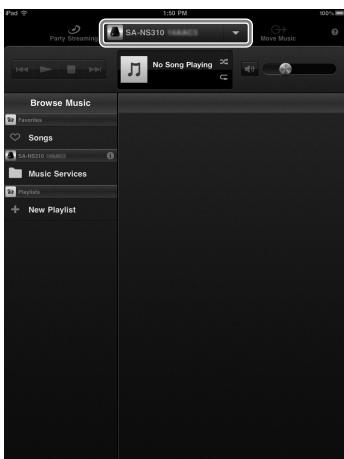 iPad 1:50 PM 100%
Party Streaming SA-NS310 Move Music ?
No Song Playing
Browse Music
Favorites
Songs
SA-NS310
Music Services
Playlists
New Playlist